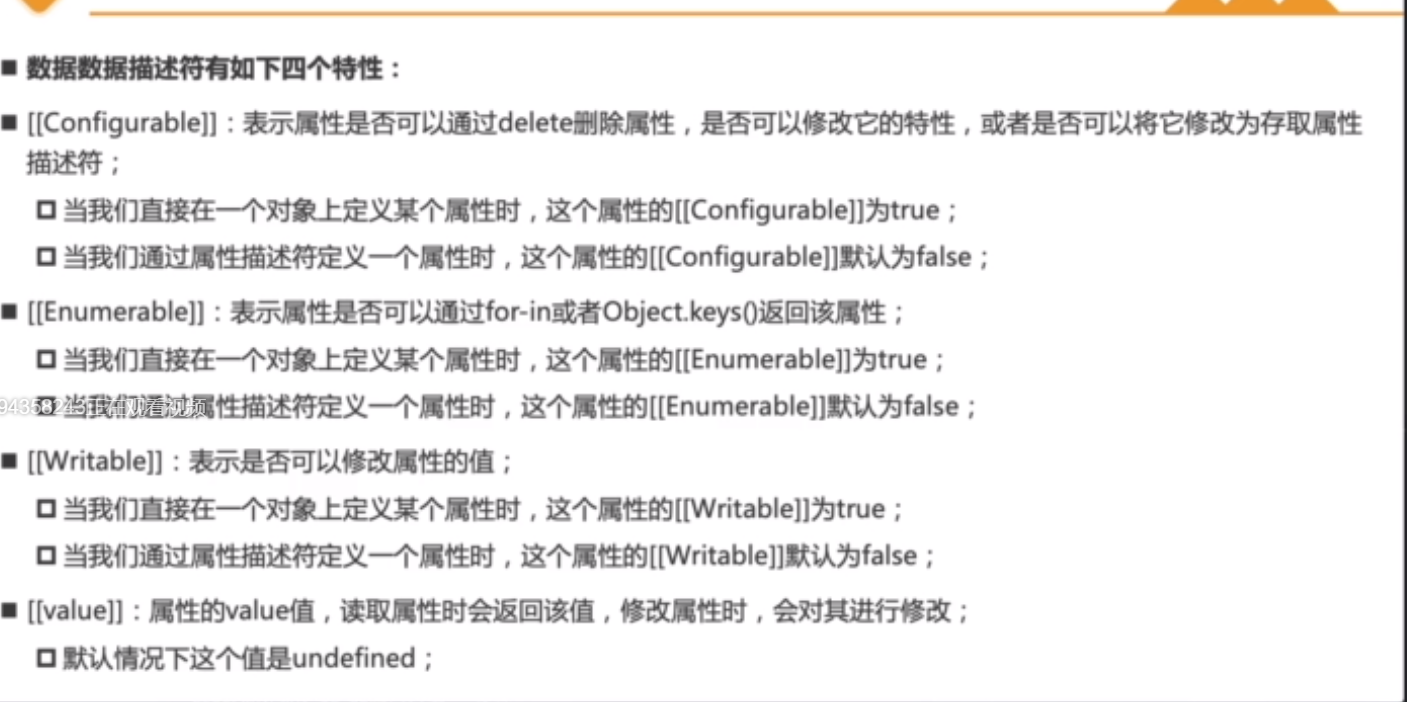 ■ 数据数据描述符有如下四个特性：
■ [[Configurable]]：表示属性是否可以通过delete删除属性，是否可以修改它的特性，或者是否可以将它修改为存取属性
描述符；
当我们直接在一个对象上定义某个属性时，这个属性的[[Configurable]]为true；
当我们通过属性描述符定义一个属性时，这个属性的[[Configurable]]默认为false；
■ [[Enumerable]]：表示属性是否可以通过for-in或者Object.keys()返回该属性；
当我们直接在一个对象上定义某个属性时，这个属性的[[Enumerable]]为true；
94358243正在观看视频
属性描述符定义一个属性时，这个属性的[[Enumerable]]默认为false；
■ [[Writable]]：表示是否可以修改属性的值；
当我们直接在一个对象上定义某个属性时，这个属性的[[Writable]]为true；
当我们通过属性描述符定义一个属性时，这个属性的[[Writable]]默认为false；
■ [[value]]：属性的value值，读取属性时会返回该值，修改属性时，会对其进行修改；
默认情况下这个值是undefined；